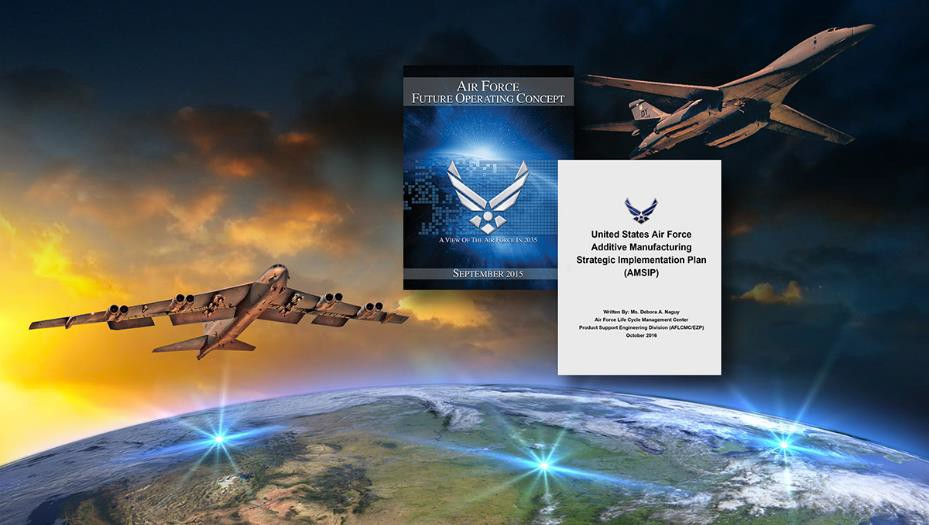 AIR FORCE
FUTURE OPERATING CONCEPT
A VIEW OF THE AIR FORCE IN 2035
SEPTEMBER 2015
United States Air Force
Additive Manufacturing
Strategic Implementation Plan
(AMSIP)
Written By: Ms. Debora A. Naguy
Air Force Life Cycle Management Center
Product Support Engineering Division (AFLCMC/EZP)
October 2016
DY